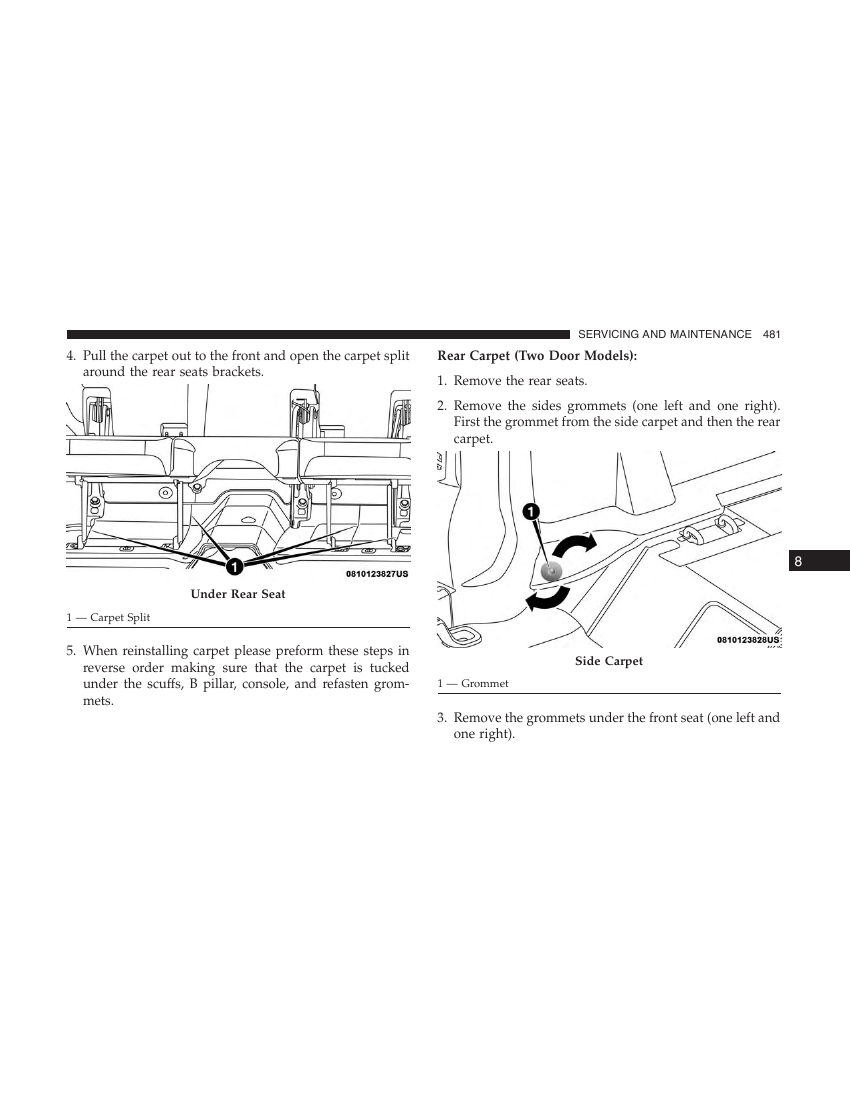 SERVICING AND MAINTENANCE 481
4. Pull the carpet out to the front and open the carpet split
around the rear seats brackets.
1
0810123827US
Under Rear Seat
1 — Carpet Split
5. When reinstalling carpet please preform these steps in
reverse order making sure that the carpet is tucked
under the scuffs, B pillar, console, and refasten grom-
mets.
Rear Carpet (Two Door Models):
1. Remove the rear seats.
2. Remove the sides grommets (one left and one right).
First the grommet from the side carpet and then the rear
carpet.
1
0810123828US
Side Carpet
1 — Grommet
3. Remove the grommets under the front seat (one left and
one right).
8